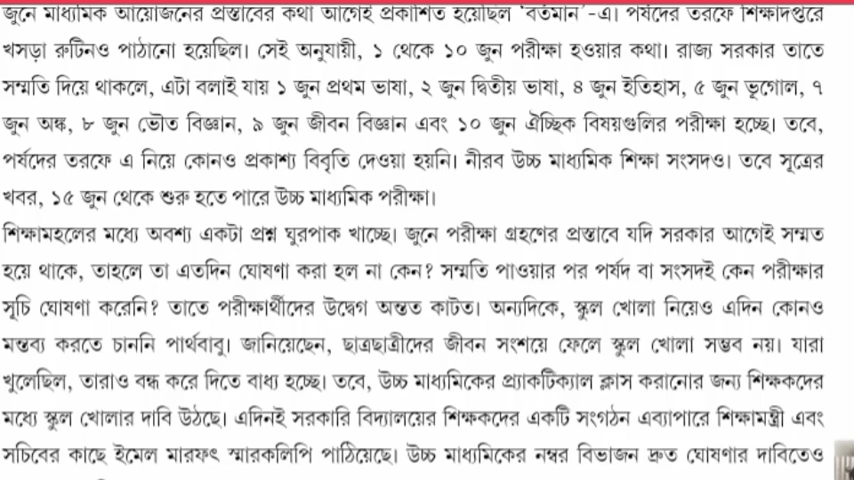 জুনে মাধ্যমিক আয়োজনের প্রস্তাবের কথা আগেই প্রকাশিত হয়েছিল ‘বর্তমান’-এ। পর্ষদের তরফে শিক্ষাদপ্তরে
খসড়া রুটিনও পাঠানো হয়েছিল। সেই অনুযায়ী, ১ থেকে ১০ জুন পরীক্ষা হওয়ার কথা। রাজ্য সরকার তাতে
সম্মতি দিয়ে থাকলে, এটা বলাই যায় ১ জুন প্রথম ভাষা, ২ জুন দ্বিতীয় ভাষা, ৪ জুন ইতিহাস, ৫ জুন ভূগোল, ৭
জুন অঙ্ক, ৮ জুন ভৌত বিজ্ঞান, ৯ জুন জীবন বিজ্ঞান এবং ১০ জুন ঐচ্ছিক বিষয়গুলির পরীক্ষা হচ্ছে। তবে,
পর্ষদের তরফে এ নিয়ে কোনও প্রকাশ্য বিবৃতি দেওয়া হয়নি। নীরব উচ্চ মাধ্যমিক শিক্ষা সংসদও। তবে সূত্রের
খবর, ১৫ জুন থেকে শুরু হতে পারে উচ্চ মাধ্যমিক পরীক্ষা।
শিক্ষামহলের মধ্যে অবশ্য একটা প্রশ্ন ঘুরপাক খাচ্ছে। জুনে পরীক্ষা গ্রহণের প্রস্তাবে যদি সরকার আগেই সম্মত
হয়ে থাকে, তাহলে তা এতদিন ঘোষণা করা হল না কেন? সম্মতি পাওয়ার পর পর্ষদ বা সংসদই কেন পরীক্ষার
সূচি ঘোষণা করেনি? তাতে পরীক্ষার্থীদের উদ্বেগ অন্তত কাটত। অন্যদিকে, স্কুল খোলা নিয়েও এদিন কোনও
মন্তব্য করতে চাননি পার্থবাবু। জানিয়েছেন, ছাত্রছাত্রীদের জীবন সংশয়ে ফেলে স্কুল খোলা সম্ভব নয়। যারা
খুলেছিল, তারাও বন্ধ করে দিতে বাধ্য হচ্ছে। তবে, উচ্চ মাধ্যমিকের প্র্যাকটিক্যাল ক্লাস করানোর জন্য শিক্ষকদের
মধ্যে স্কুল খোলার দাবি উঠছে। এদিনই সরকারি বিদ্যালয়ের শিক্ষকদের একটি সংগঠন এব্যাপারে শিক্ষামন্ত্রী এবং
সচিবের কাছে ইমেল মারফৎ স্মারকলিপি পাঠিয়েছে। উচ্চ মাধ্যমিকের নম্বর বিভাজন দ্রুত ঘোষণার দাবিতেও